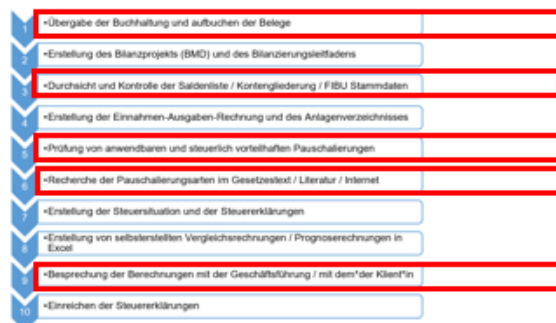 1 •Übergabe der Buchhaltung und aufbuchen der Belege
2 •Erstellung des Bilanzprojekts (BMD) und des Bilanzierungsleitfadens
3 •Durchsicht und Kontrolle der Saldenliste / Kontengliederung / FIBU Stammdaten
4 •Erstellung der Einnahmen-Ausgaben-Rechnung und des Anlagenverzeichnisses
5 •Prüfung von anwendbaren und steuerlich vorteilhaften Pauschalierungen
6 •Recherche der Pauschalierungsarten im Gesetzestext / Literatur / Internet
7 •Erstellung der Steuersituation und der Steuererklärungen
8 •Erstellung von selbsterstellten Vergleichsrechnungen / Prognoserechnungen in
Excel
9 •Besprechung der Berechnungen mit der Geschäftsführung / mit dem*der Klient*in
10 •Einreichen der Steuererklärungen